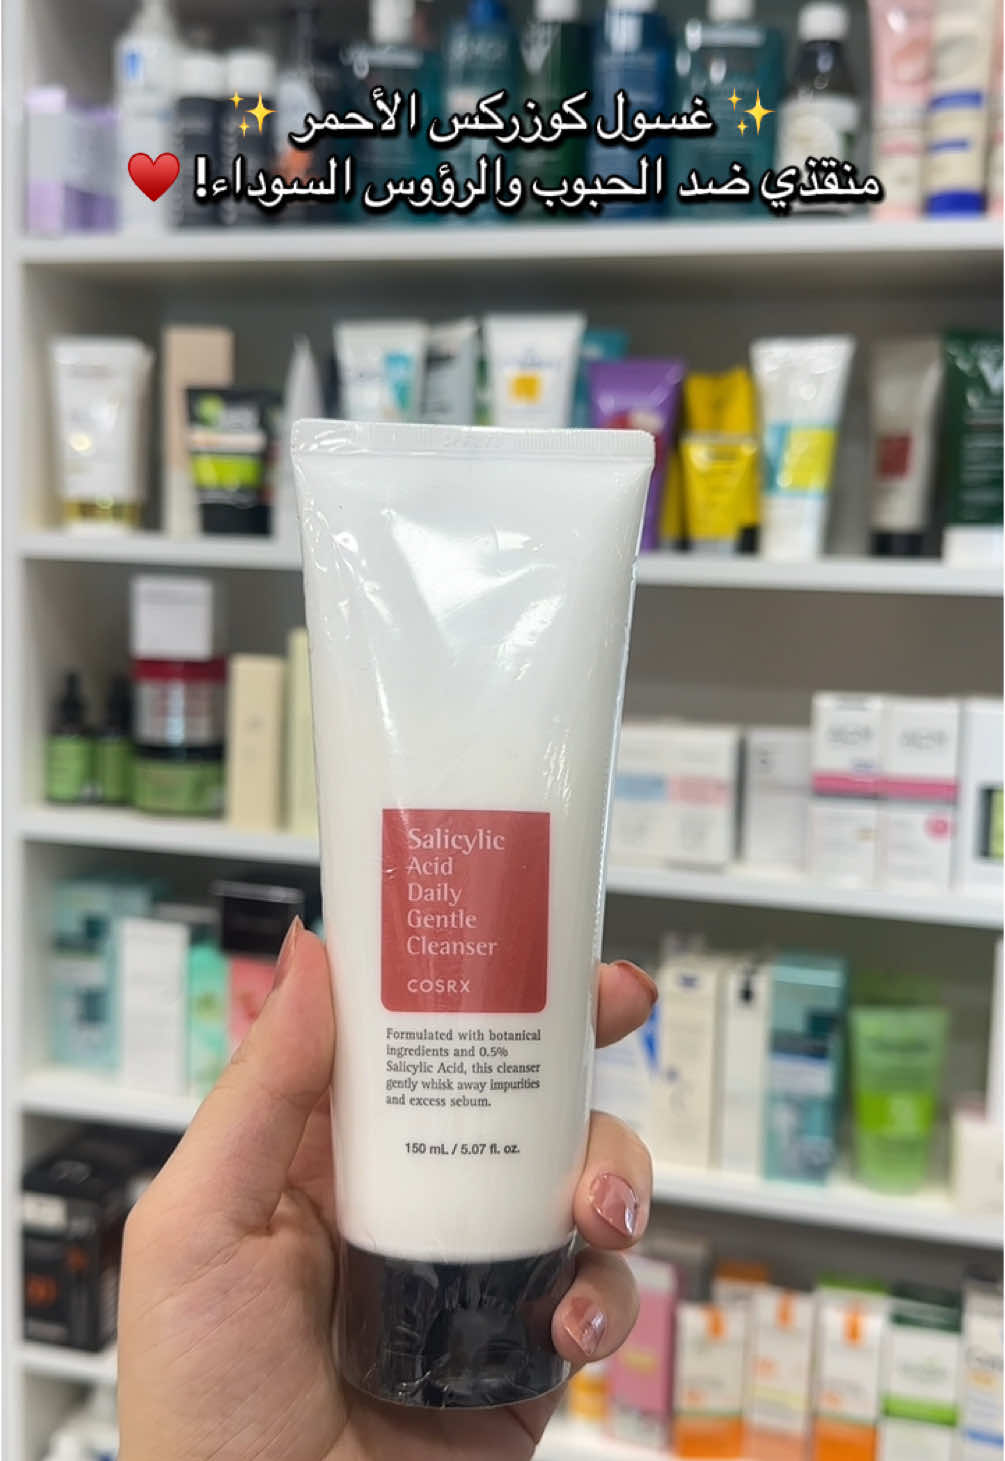 ✨ غسول كوزركس الأحمر ✨
منقذي ضد الحبوب والرؤوس السوداء! ♥️
Salicylic
Acid
Daily
Gentle
Cleanser
COSRX
Formulated with botanical
ingredients and 0.5%
Salicylic Acid, this cleanser
gently whisk away impurities
and excess sebum.
150 mL / 5.07 fl. oz.